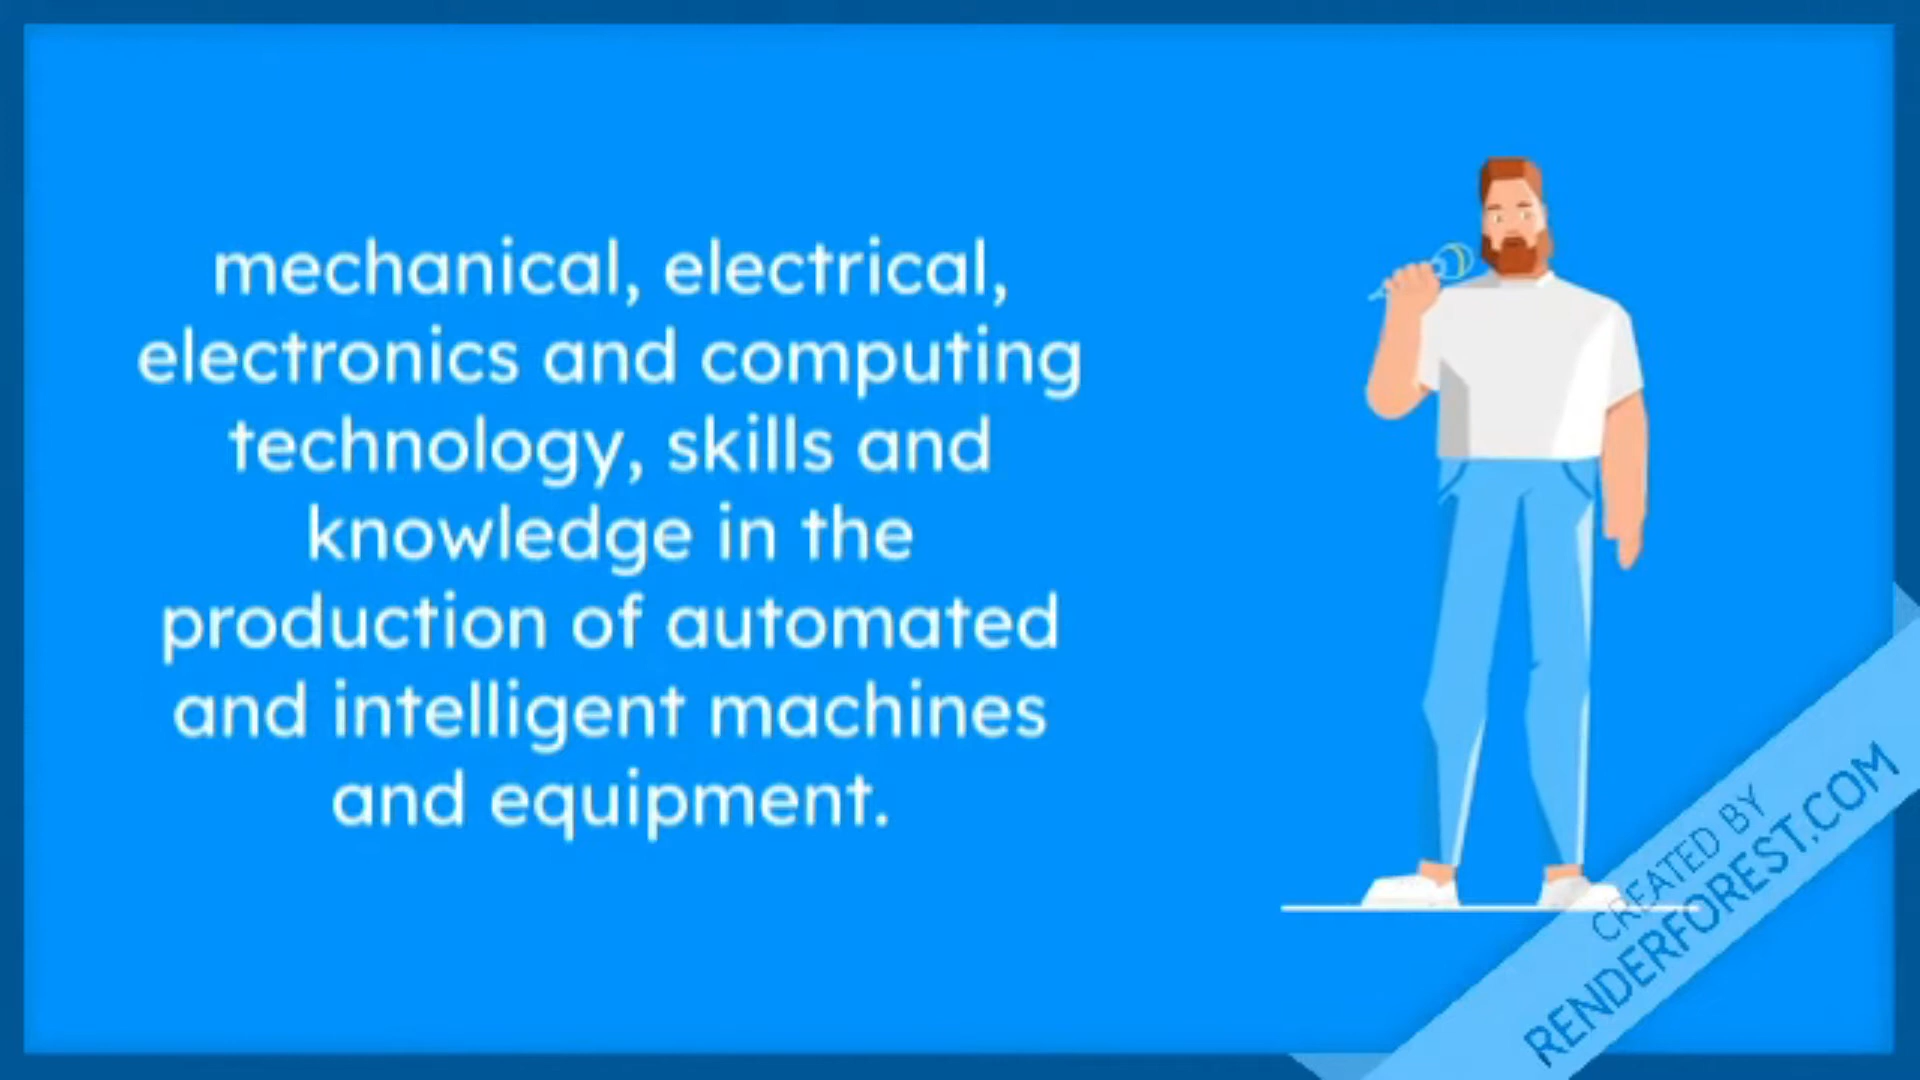 mechanical, electrical,
electronics and computing
technology, skills and
knowledge in the
production of automated
and intelligent machines
and equipment.
CREATED BY
RENDERFOREST.COM